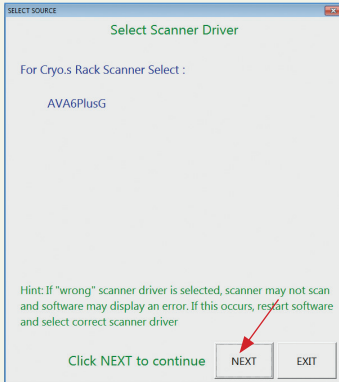 SELECT SOURCE
Select Scanner Driver
For Cryo.s Rack Scanner Select :
AVA6PlusG
Hint: If "wrong" scanner driver is selected, scanner may not scan
and software may display an error. If this occurs, restart software
and select correct scanner driver
Click NEXT to continue NEXT EXIT